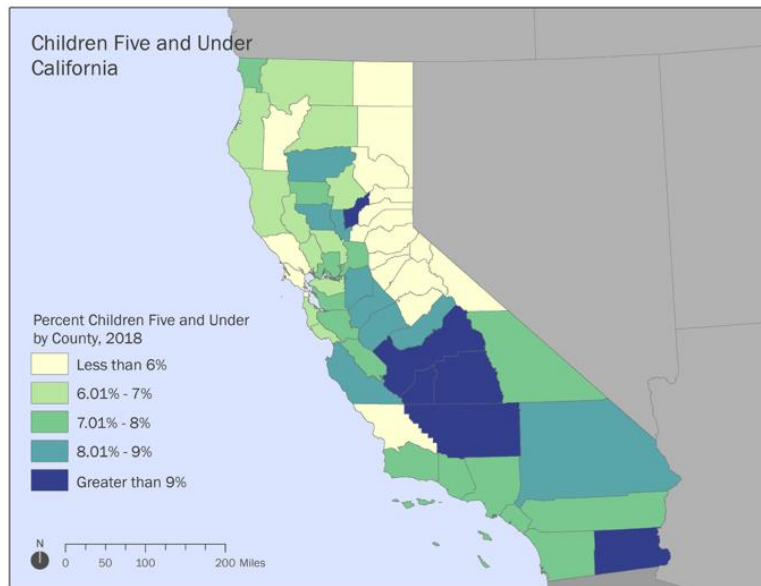 Children Five and Under
California
Percent Children Five and Under
by County, 2018
Less than 6%
6.01% - 7%
7.01% - 8%
8.01% - 9%
Greater than 9%
N
0 50 100 200 Miles